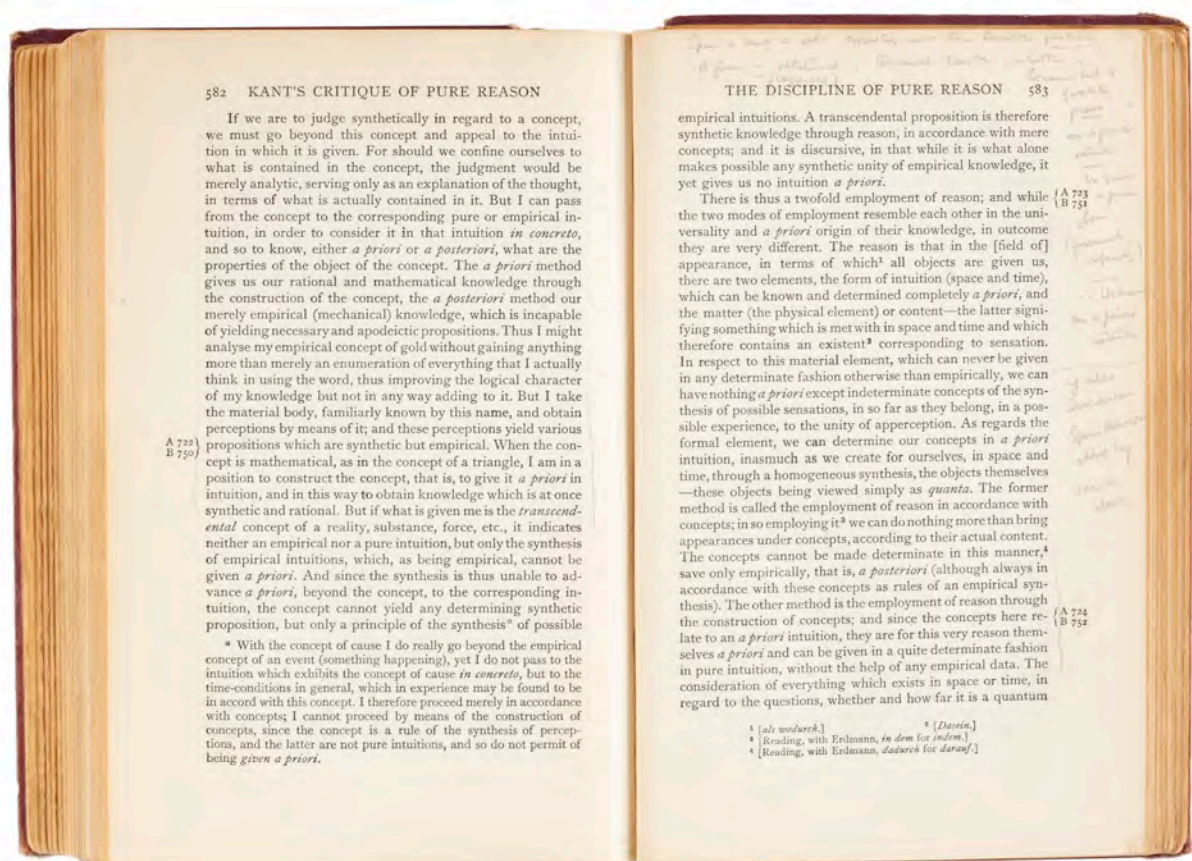 582 KANT'S CRITIQUE OF PURE REASON
If we are to judge synthetically in regard to a concept,
we must go beyond this concept and appeal to the intui-
tion in which it is given. For should we confine ourselves to
what is contained in the concept, the judgment would be
merely analytic, serving only as an explanation of the thought,
in terms of what is actually contained in it. But I can pass
from the concept to the corresponding pure or empirical in-
tuition, in order to consider it in that intuition in concreto,
and so to know, either a priori or a posteriori, what are the
properties of the object of the concept. The a priori method
gives us our rational and mathematical knowledge through
the construction of the concept, the a posteriori method our
merely empirical (mechanical) knowledge, which is incapable
of yielding necessary and apodeictic propositions. Thus I might
analyse my empirical concept of gold without gaining anything
more than merely an enumeration of everything that I actually
think in using the word, thus improving the logical character
of my knowledge but not in any way adding to it. But I take
the material body, familiarly known by this name, and obtain
perceptions by means of it; and these perceptions yield various
A 722
B 750
propositions which are synthetic but empirical. When the con-
cept is mathematical, as in the concept of a triangle, I am in a
position to construct the concept, that is, to give it a priori in
intuition, and in this way to obtain knowledge which is at once
synthetic and rational. But if what is given me is the transcend-
ental concept of a reality, substance, force, etc., it indicates
neither an empirical nor a pure intuition, but only the synthesis
of empirical intuitions, which, as being empirical, cannot be
given a priori. And since the synthesis is thus unable to ad-
vance a priori, beyond the concept, to the corresponding in-
tuition, the concept cannot yield any determining synthetic
proposition, but only a principle of the synthesis a of possible
a With the concept of cause I do really go beyond the empirical
concept of an event (something happening), yet I do not pass to the
intuition which exhibits the concept of cause in concreto, but to the
time-conditions in general, which in experience may be found to be
in accord with this concept. I therefore proceed merely in accordance
with concepts; I cannot proceed by means of the construction of
concepts, since the concept is a rule of the synthesis of percep-
tions, and the latter are not pure intuitions, and so do not permit of
being given a priori.
THE DISCIPLINE OF PURE REASON 583
empirical intuitions. A transcendental proposition is therefore
synthetic knowledge through reason, in accordance with mere
concepts; and it is discursive, in that while it is what alone
makes possible any synthetic unity of empirical knowledge, it
yet gives us no intuition a priori.
There is thus a twofold employment of reason; and while
A 723
B 751
the two modes of employment resemble each other in the uni-
versality and a priori origin of their knowledge, in outcome
they are very different. The reason is that in the [field of]
appearance, in terms of which¹ all objects are given us,
there are two elements, the form of intuition (space and time),
which can be known and determined completely a priori, and
the matter (the physical element) or content—the latter signi-
fying something which is met with in space and time and which
therefore contains an existent² corresponding to sensation.
In respect to this material element, which can never be given
in any determinate fashion otherwise than empirically, we can
have nothing a priori except indeterminate concepts of the syn-
thesis of possible sensations, in so far as they belong, in a pos-
sible experience, to the unity of apperception. As regards the
formal element, we can determine our concepts in a priori
intuition, inasmuch as we create for ourselves, in space and
time, through a homogeneous synthesis, the objects themselves
—these objects being viewed simply as quanta. The former
method is called the employment of reason in accordance with
concepts; in so employing it³ we can do nothing more than bring
appearances under concepts, according to their actual content.
The concepts cannot be made determinate in this manner,⁴
save only empirically, that is, a posteriori (although always in
accordance with these concepts as rules of an empirical syn-
thesis). The other method is the employment of reason through
the construction of concepts; and since the concepts here re-
A 724
B 752
late to an a priori intuition, they are for this very reason them-
selves a priori and can be given in a quite determinate fashion
in pure intuition, without the help of any empirical data. The
consideration of everything which exists in space or time, in
regard to the questions, whether and how far it is a quantum
¹ [als wodurch.] ² [Dasein.]
³ [Reading, with Erdmann, in dem for indem.]
⁴ [Reading, with Erdmann, dadurch for darauf.]